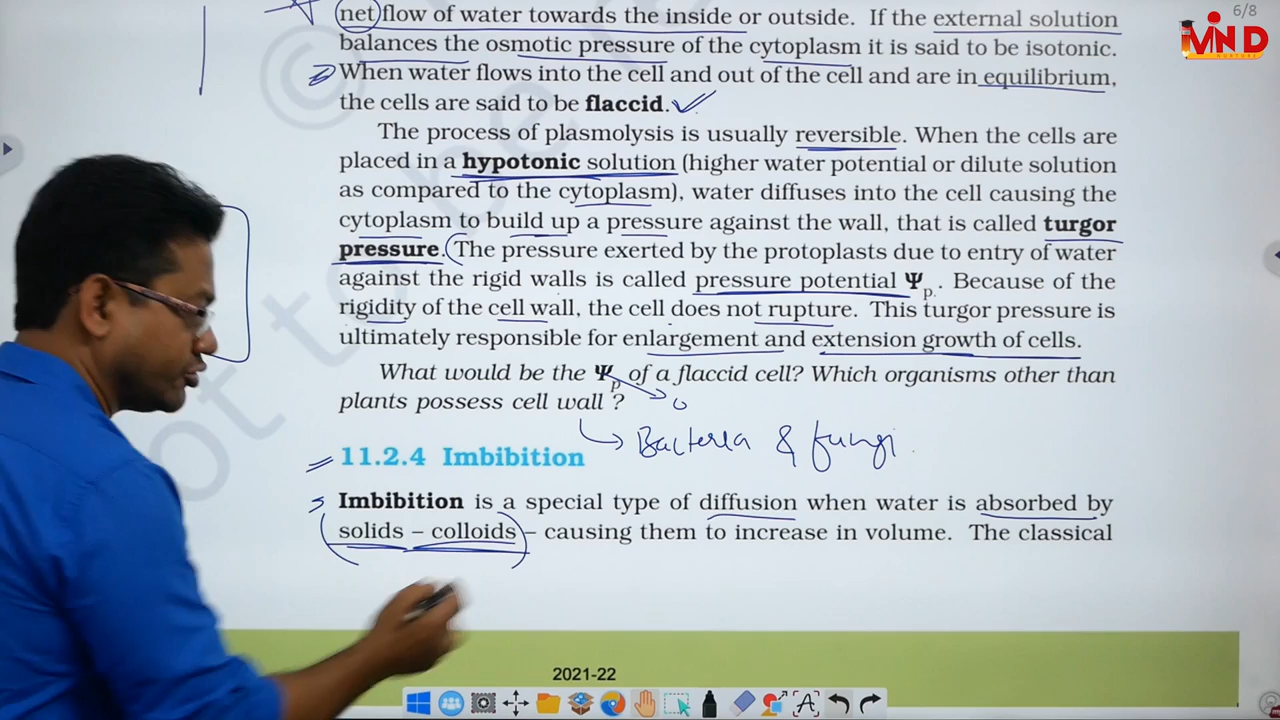 6/8
MIND
NURTURE
net flow of water towards the inside or outside. If the external solution
balances the osmotic pressure of the cytoplasm it is said to be isotonic.
When water flows into the cell and out of the cell and are in equilibrium,
the cells are said to be flaccid.
The process of plasmolysis is usually reversible. When the cells are
placed in a hypotonic solution (higher water potential or dilute solution
as compared to the cytoplasm), water diffuses into the cell causing the
cytoplasm to build up a pressure against the wall, that is called turgor
pressure. The pressure exerted by the protoplasts due to entry of water
against the rigid walls is called pressure potential Ψp. Because of the
rigidity of the cell wall, the cell does not rupture. This turgor pressure is
ultimately responsible for enlargement and extension growth of cells.
What would be the Ψp of a flaccid cell? Which organisms other than
plants possess cell wall ?
0
Bacteria & fungi
11.2.4 Imbibition
Imbibition is a special type of diffusion when water is absorbed by
solids – colloids – causing them to increase in volume. The classical
2021-22